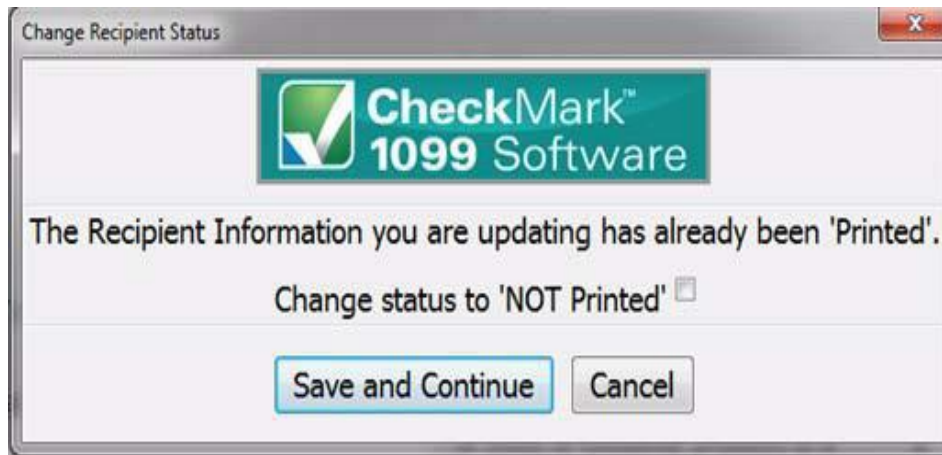 Change Recipient Status
CheckMark™
1099 Software
The Recipient Information you are updating has already been 'Printed'.
Change status to 'NOT Printed'
Save and Continue Cancel